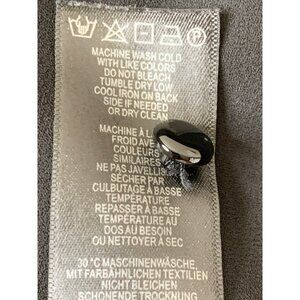 MACHINE WASH COLD
WITH LIKE COLORS
DO NOT BLEACH
TUMBLE DRY LOW
COOL IRON ON BACK
SIDE IF NEEDED
OR DRY CLEAN
MACHINE À L
FROID AVE
COULEURS
SIMILAIRES
NE PAS JAVELLIS
SÉCHER PAR
CULBUTAGE À BASSE
TEMPÉRATURE
REPASSER À BASSE
TEMPÉRATURE AU
DOS AU BESOIN
OU NETTOYER À SEC
30 °C MASCHINENWÄSCHE,
MIT FARBÄHNLICHEN TEXTILIEN
NICHT BLEICHEN
SCHONENDE TROCKNUNG